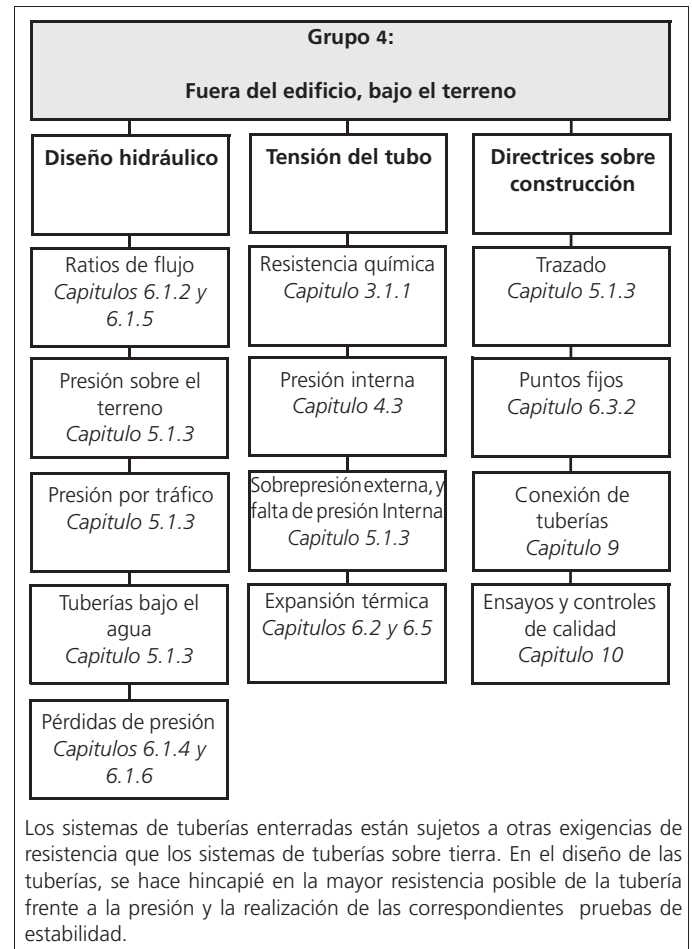 Grupo 4:
Fuera del edificio, bajo el terreno
Diseño hidráulico
Ratios de flujo
Capitulos 6.1.2 y
6.1.5
Presión sobre el
terreno
Capitulo 5.1.3
Presión por tráfico
Capitulo 5.1.3
Tuberías bajo el
agua
Capitulo 5.1.3
Pérdidas de presión
Capitulos 6.1.4 y
6.1.6
Tensión del tubo
Resistencia química
Capitulo 3.1.1
Presión interna
Capitulo 4.3
Sobrepresión externa, y
falta de presión Interna
Capitulo 5.1.3
Expansión térmica
Capitulos 6.2 y 6.5
Directrices sobre
construcción
Trazado
Capitulo 5.1.3
Puntos fijos
Capitulo 6.3.2
Conexión de
tuberías
Capitulo 9
Ensayos y controles
de calidad
Capitulo 10
Los sistemas de tuberías enterradas están sujetos a otras exigencias de
resistencia que los sistemas de tuberías sobre tierra. En el diseño de las
tuberías, se hace hincapié en la mayor resistencia posible de la tubería
frente a la presión y la realización de las correspondientes pruebas de
estabilidad.